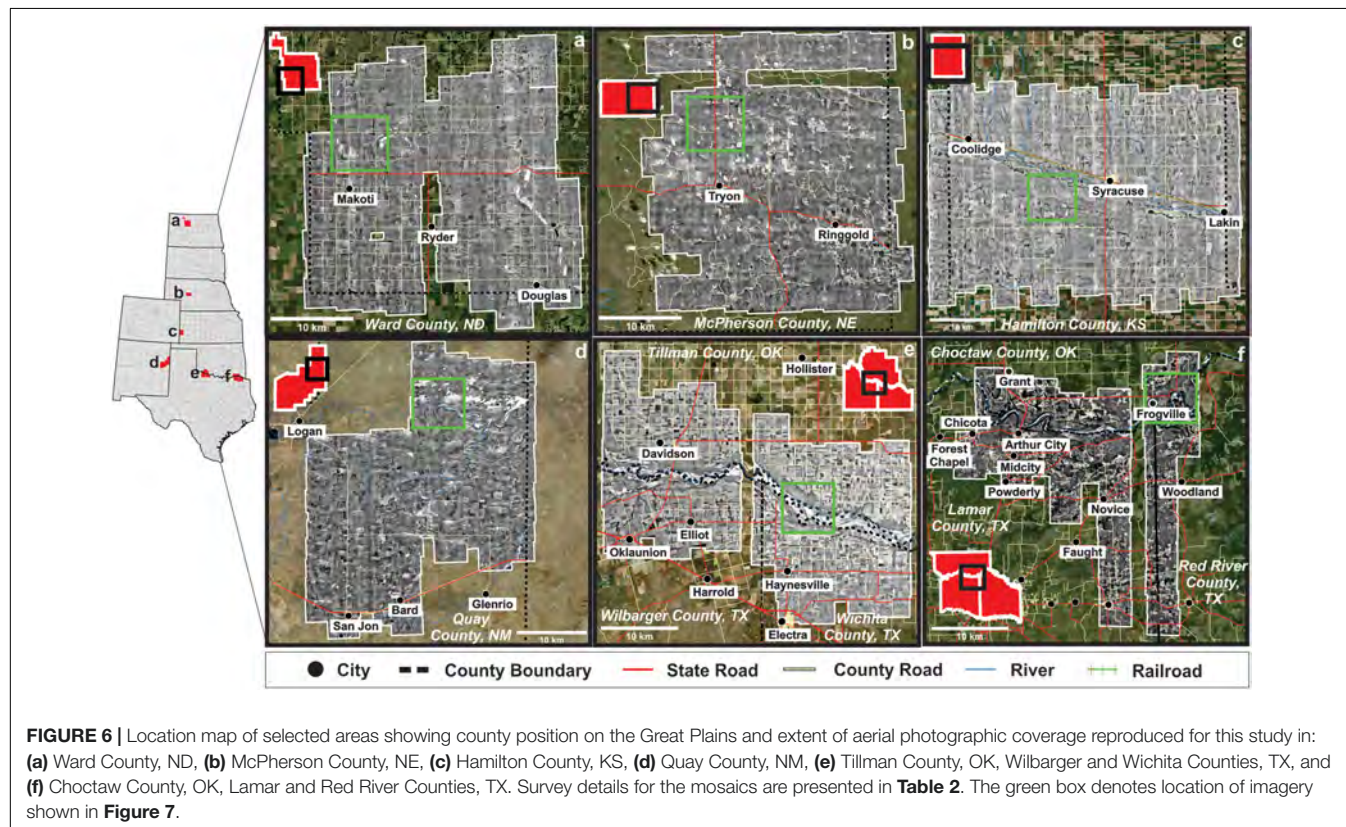 a
b
c
d
e
f
a
Makoti
Ryder
Douglas
10 km
Ward County, ND
b
Tryon
Ringgold
10 km
McPherson County, NE
c
Coolidge
Syracuse
Lakin
10 km
Hamilton County, KS
d
Logan
San Jon
Bard
Glenrio
Quay
County, NM
10 km
e
Tillman County, OK
Hollister
Davidson
Elliot
Oklaunion
Harrold
Haynesville
Electra
Wilbarger County, TX
Wichita
County, TX
10 km
f
Choctaw County, OK
Grant
Frogville
Chicota
Forest
Chapel
Arthur City
Midcity
Powderly
Novice
Woodland
Lamar
County, TX
Faught
Red River
County,
TX
10 km
City County Boundary State Road County Road River Railroad
FIGURE 6 | Location map of selected areas showing county position on the Great Plains and extent of aerial photographic coverage reproduced for this study in:
(a) Ward County, ND, (b) McPherson County, NE, (c) Hamilton County, KS, (d) Quay County, NM, (e) Tillman County, OK, Wilbarger and Wichita Counties, TX, and
(f) Choctaw County, OK, Lamar and Red River Counties, TX. Survey details for the mosaics are presented in Table 2. The green box denotes location of imagery
shown in Figure 7.